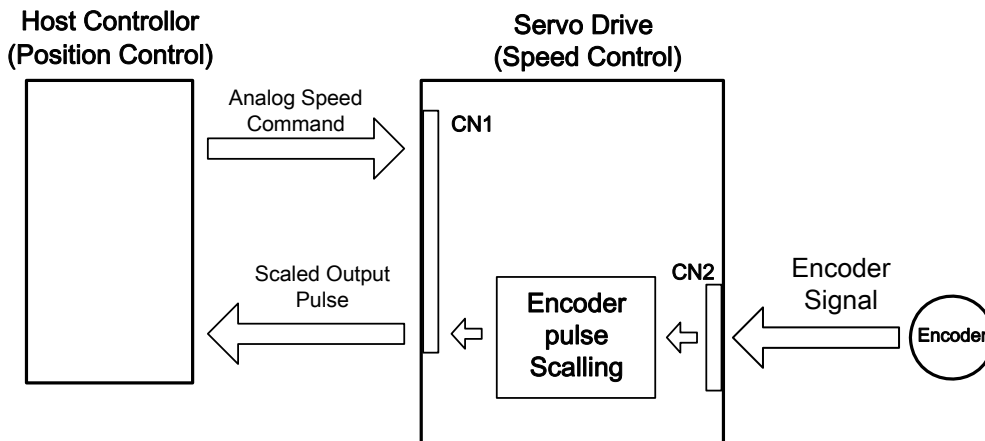 Host Controllor
(Position Control)
Servo Drive
(Speed Control)
Analog Speed
Command
CN1
Scaled Output
Pulse
Encoder
pulse
Scalling
CN2
Encoder
Signal
Encoder